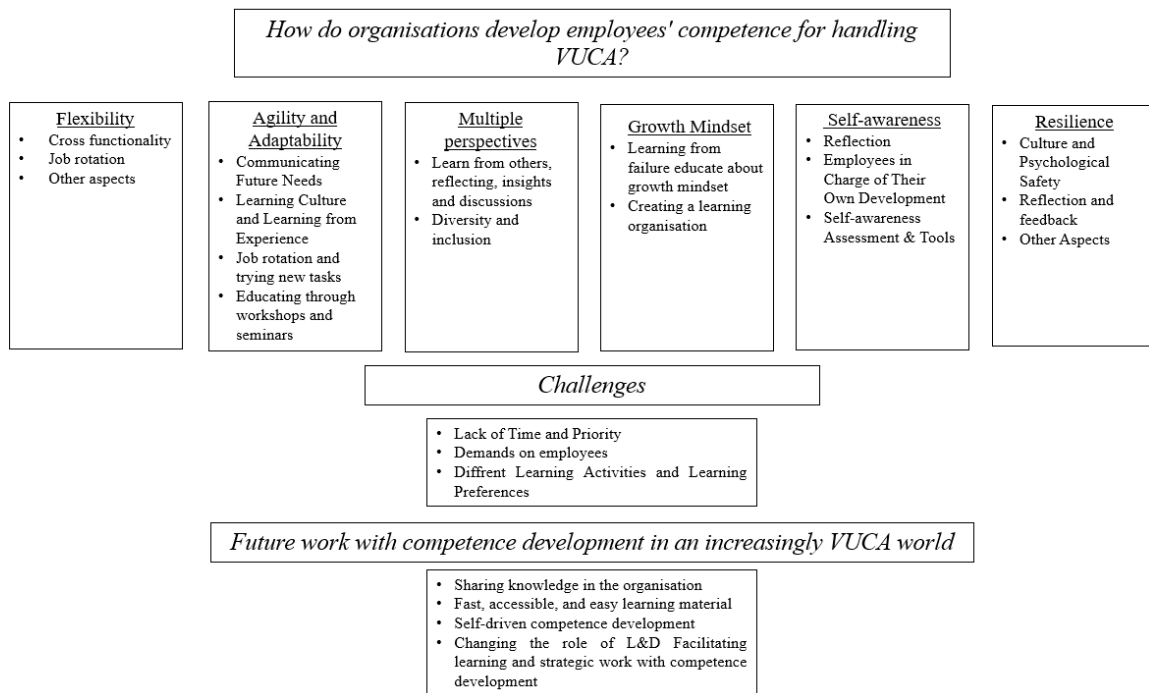 How do organisations develop employees' competence for handling
VUCA?
Flexibility
• Cross functionality
• Job rotation
• Other aspects
Agility and
Adaptability
• Communicating
Future Needs
• Learning Culture
and Learning from
Experience
• Job rotation and
trying new tasks
• Educating through
workshops and
seminars
Multiple
perspectives
• Learn from others,
reflecting, insights
and discussions
• Diversity and
inclusion
Growth Mindset
• Learning from
failure educate about
growth mindset
• Creating a learning
organisation
Self-awareness
• Reflection
• Employees in
Charge of Their
Own Development
• Self-awareness
Assessment & Tools
Resilience
• Culture and
Psychological
Safety
• Reflection and
feedback
• Other Aspects
Challenges
• Lack of Time and Priority
• Demands on employees
• Diffrent Learning Activities and Learning
Preferences
Future work with competence development in an increasingly VUCA world
• Sharing knowledge in the organisation
• Fast, accessible, and easy learning material
• Self-driven competence development
• Changing the role of L&D Facilitating
learning and strategic work with competence
development